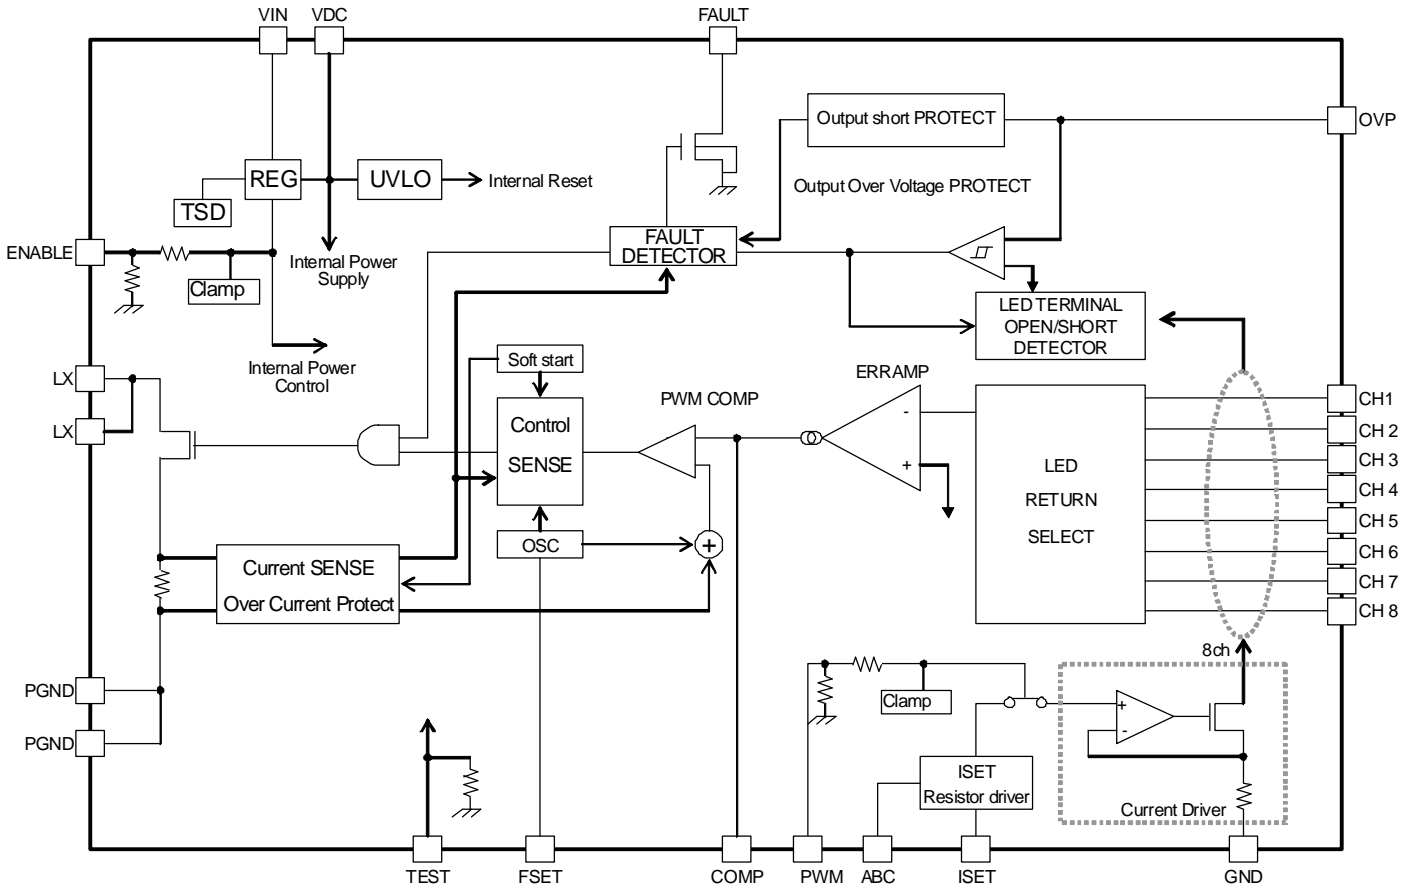 VIN
VDC
FAULT
Output short PROTECT
OVP
REG
UVLO
Internal Reset
Output Over Voltage PROTECT
TSD
FAULT
DETECTOR
ENABLE
Internal Power
Supply
Clamp
LED TERMINAL
OPEN/SHORT
DETECTOR
Soft start
Internal Power
Control
LX
ERRAMP
PWM COMP
CH1
-
Control
SENSE
LX
CH 2
CH 3
+
LED
RETURN
SELECT
CH 4
CH 5
OSC
+
CH 6
Current SENSE
Over Current Protect
CH 7
CH 8
8ch
PGND
Clamp
+
-
PGND
ISET
Resistor driver
Current Driver
TEST
FSET
COMP
PWM
ABC
ISET
GND